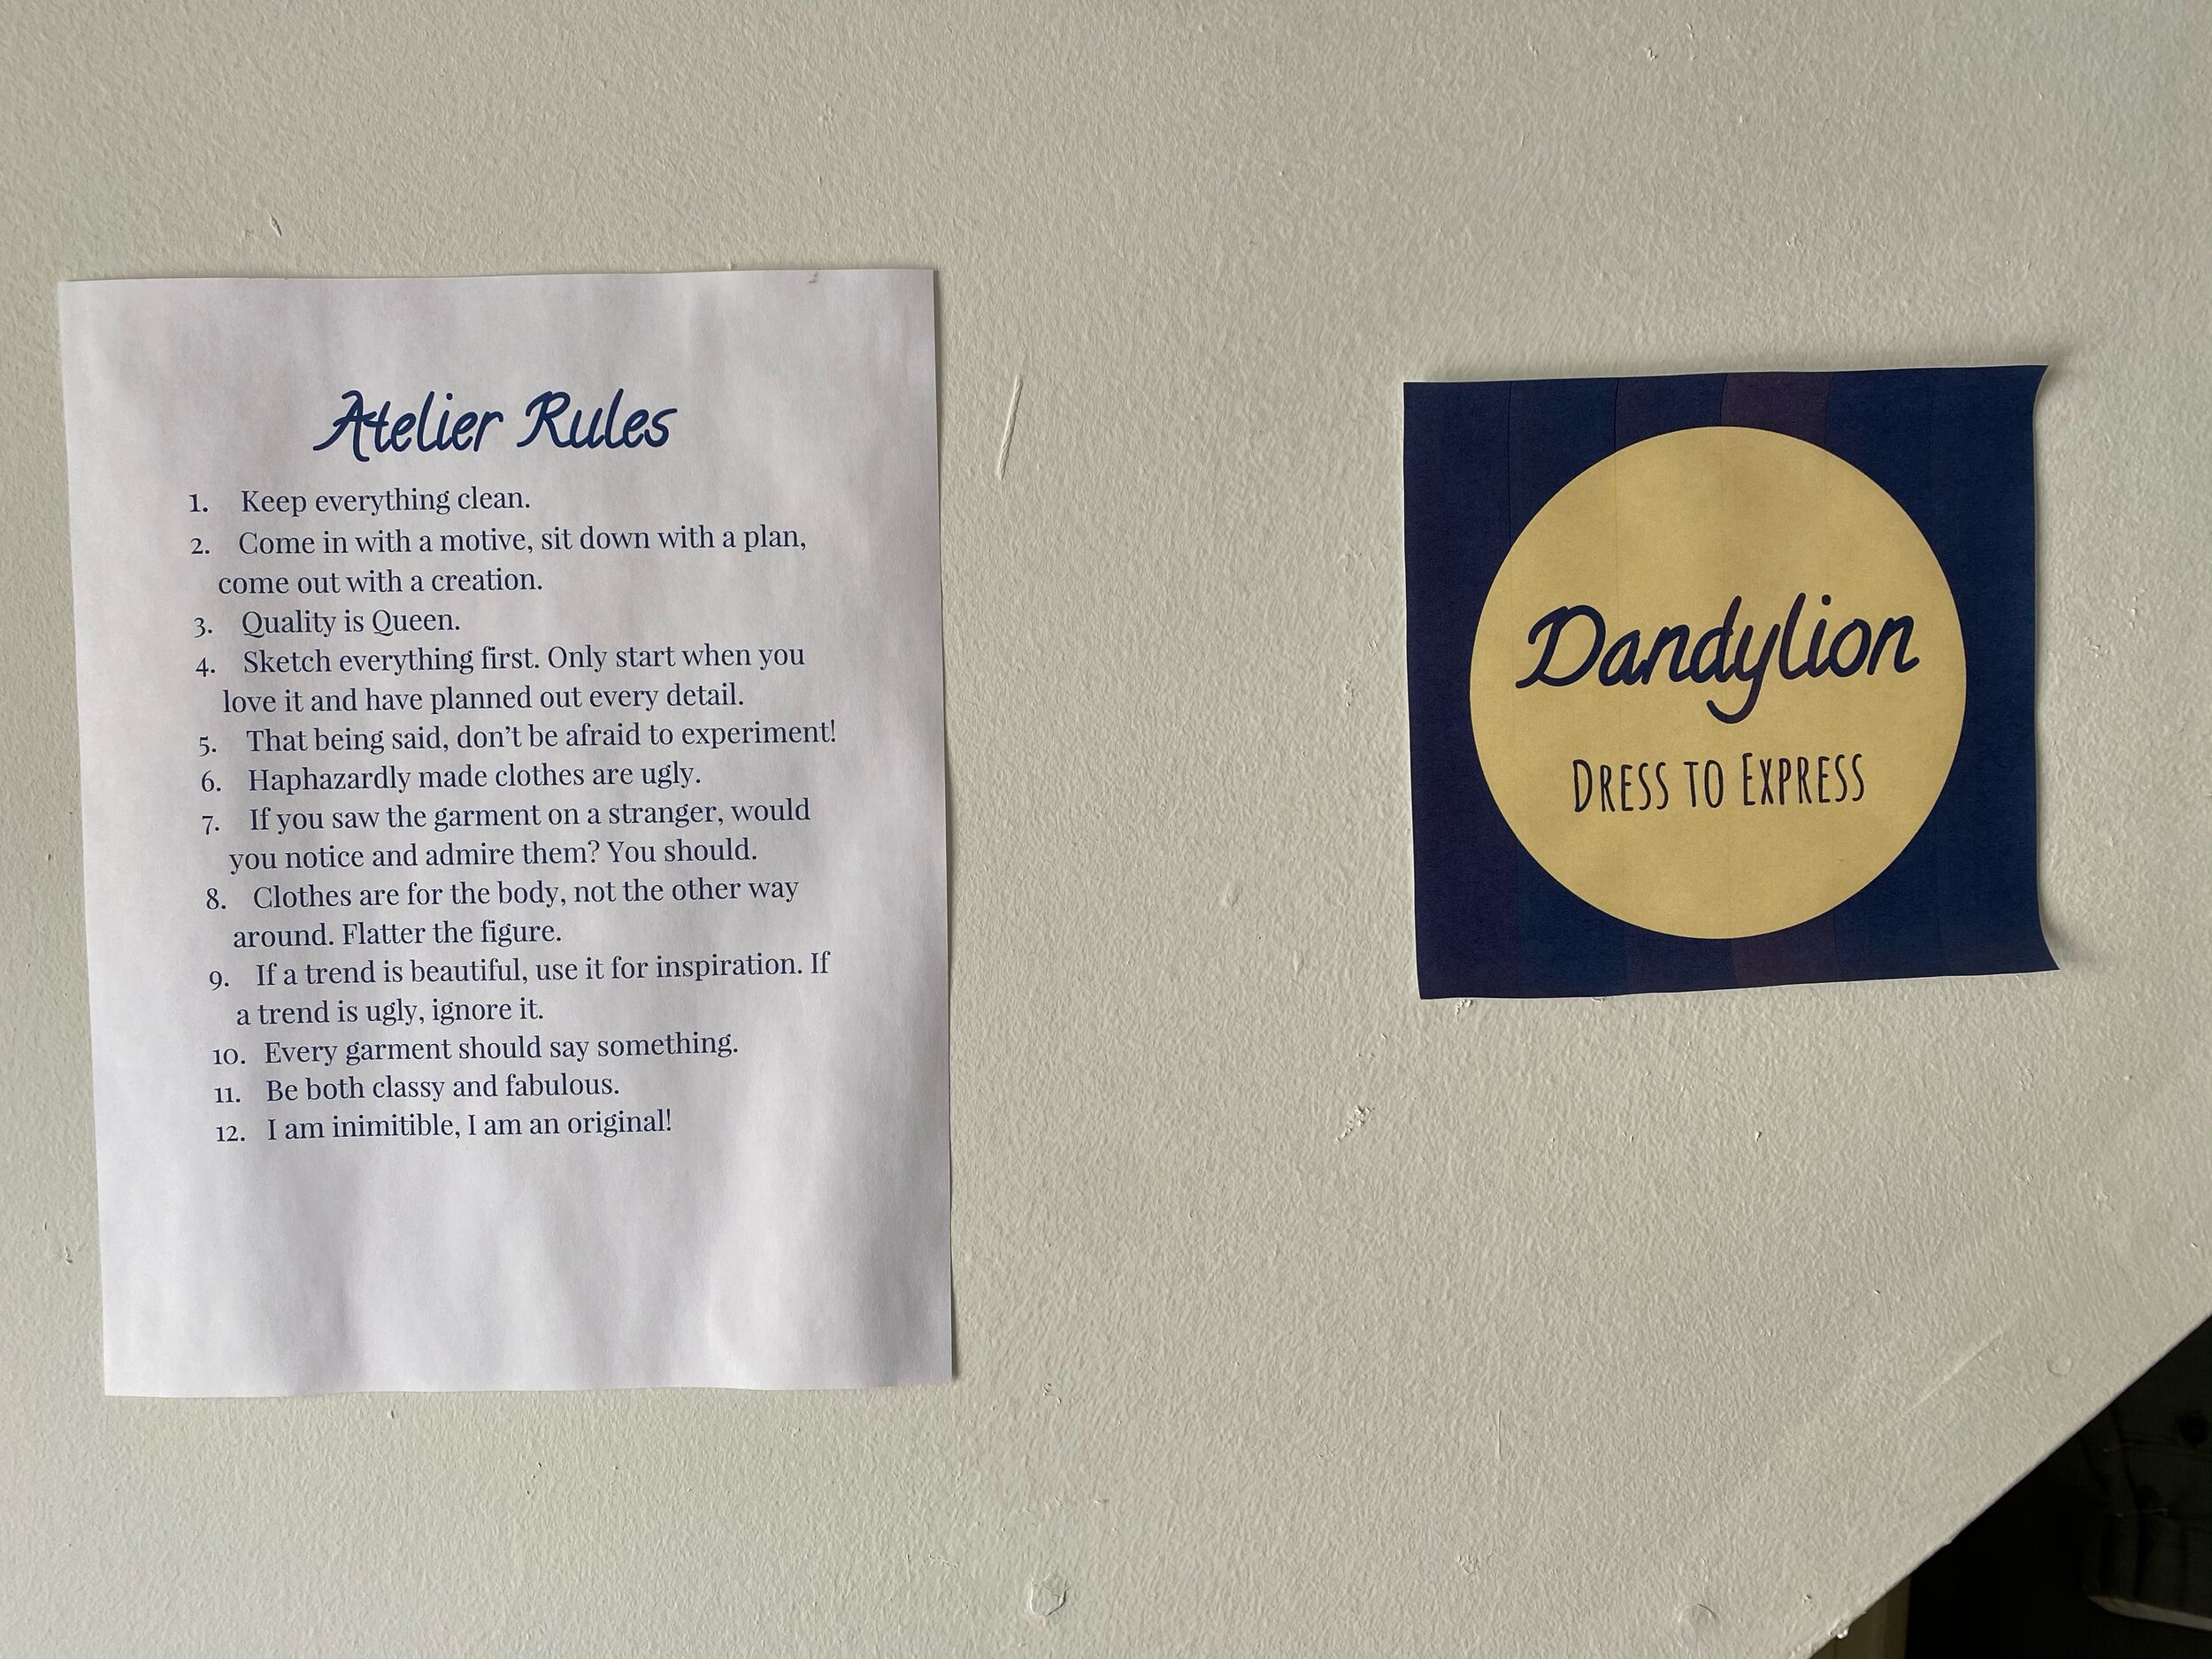 Atelier Rules
1. Keep everything clean.
2. Come in with a motive, sit down with a plan,
come out with a creation.
3. Quality is Queen.
4. Sketch everything first. Only start when you
love it and have planned out every detail.
5. That being said, don't be afraid to experiment!
6. Haphazardly made clothes are ugly.
7. If you saw the garment on a stranger, would
you notice and admire them? You should.
8. Clothes are for the body, not the other way
around. Flatter the figure.
9. If a trend is beautiful, use it for inspiration. If
a trend is ugly, ignore it.
10. Every garment should say something.
11. Be both classy and fabulous.
12. I am inimitible, I am an original!
Dandylion
DRESS TO EXPRESS